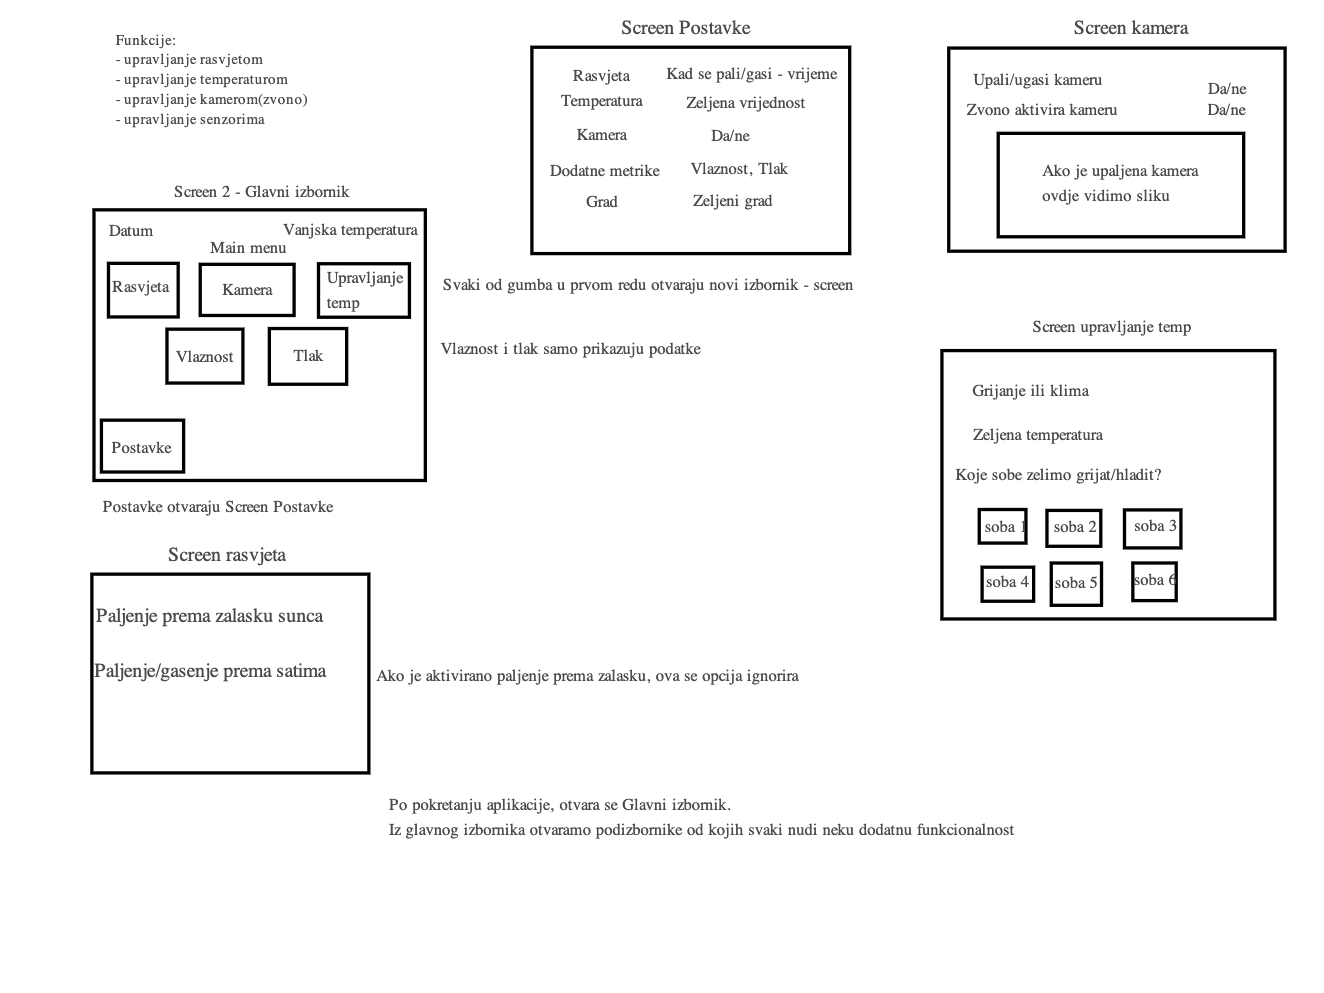 Funkcije:
- upravljanje rasvjetom
- upravljanje temperaturom
- upravljanje kamerom(zvono)
- upravljanje senzorima
Screen 2 - Glavni izbornik
Datum
Vanjska temperatura
Main menu
Rasvjeta
Kamera
Upravljanje
temp
Vlaznost
Tlak
Postavke
Postavke otvaraju Screen Postavke
Screen Postavke
Rasvjeta Kad se pali/gasi - vrijeme
Temperatura Zeljena vrijednost
Kamera Da/ne
Dodatne metrike Vlaznost, Tlak
Grad Zeljeni grad
Svaki od gumba u prvom redu otvaraju novi izbornik - screen
Vlaznost i tlak samo prikazuju podatke
Screen kamera
Upali/ugasi kameru Da/ne
Zvono aktivira kameru Da/ne
Ako je upaljena kamera
ovdje vidimo sliku
Screen upravljanje temp
Grijanje ili klima
Zeljena temperatura
Koje sobe zelimo grijat/hladit?
soba 1 soba 2 soba 3
soba 4 soba 5 soba 6
Screen rasvjeta
Paljenje prema zalasku sunca
Paljenje/gasenje prema satima
Ako je aktivirano paljenje prema zalasku, ova se opcija ignorira
Po pokretanju aplikacije, otvara se Glavni izbornik.
Iz glavnog izbornika otvaramo podizbornike od kojih svaki nudi neku dodatnu funkcionalnost